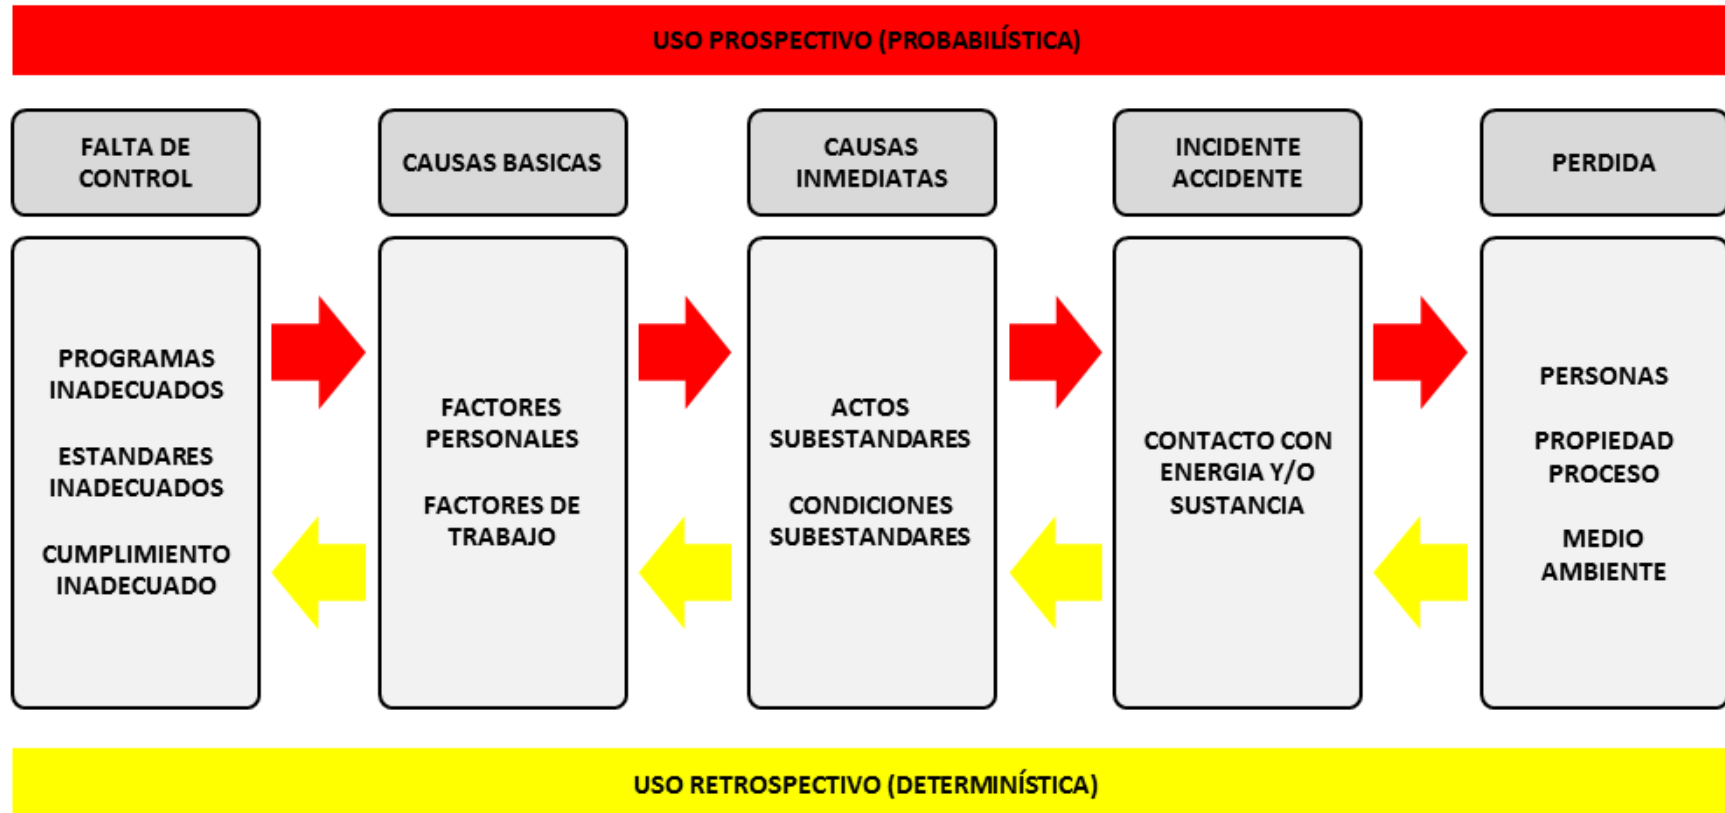 USO PROSPECTIVO (PROBABILÍSTICA)
FALTA DE
CONTROL
CAUSAS BASICAS
CAUSAS
INMEDIATAS
INCIDENTE
ACCIDENTE
PERDIDA
PROGRAMAS
INADECUADOS
ESTANDARES
INADECUADOS
CUMPLIMIENTO
INADECUADO
FACTORES
PERSONALES
FACTORES DE
TRABAJO
ACTOS
SUBESTANDARES
CONDICIONES
SUBESTANDARES
CONTACTO CON
ENERGIA Y/O
SUSTANCIA
PERSONAS
PROPIEDAD
PROCESO
MEDIO
AMBIENTE
USO RETROSPECTIVO (DETERMINÍSTICA)